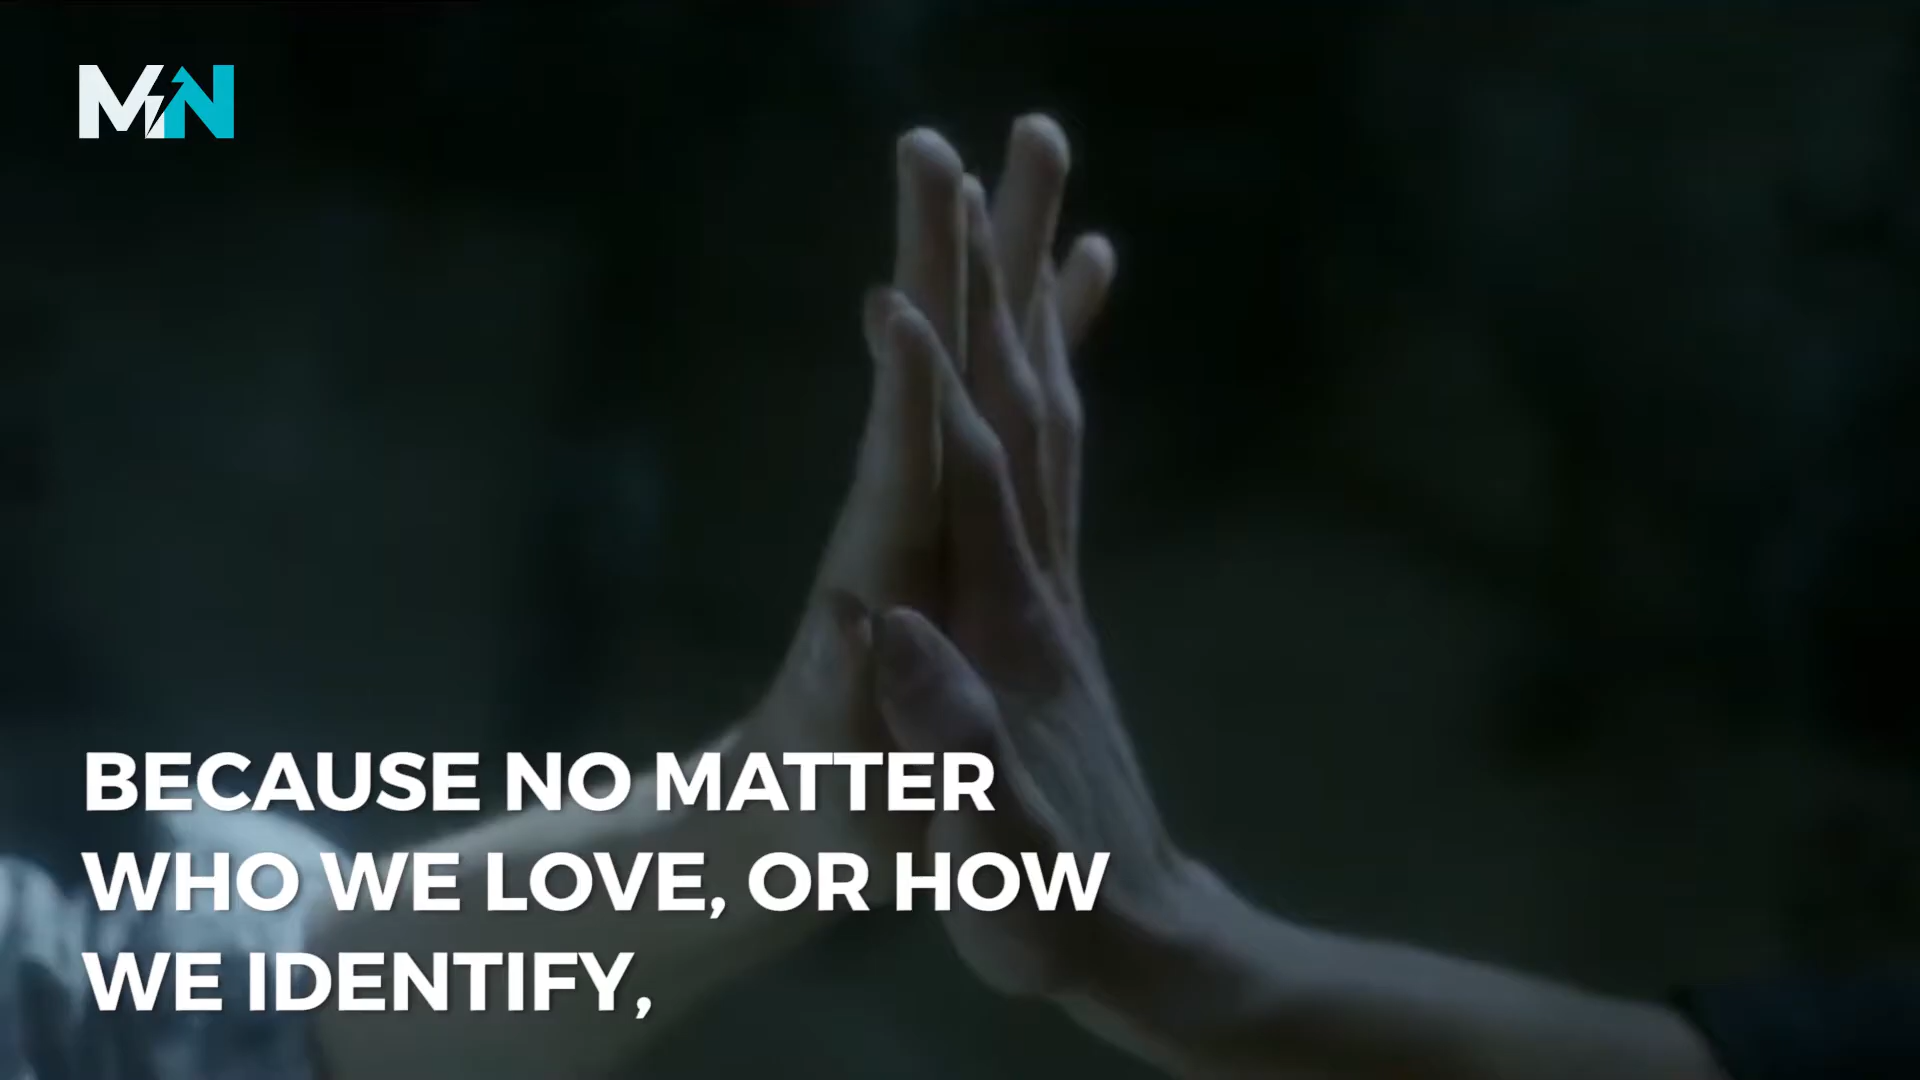 MN
BECAUSE NO MATTER
WHO WE LOVE, OR HOW
WE IDENTIFY,